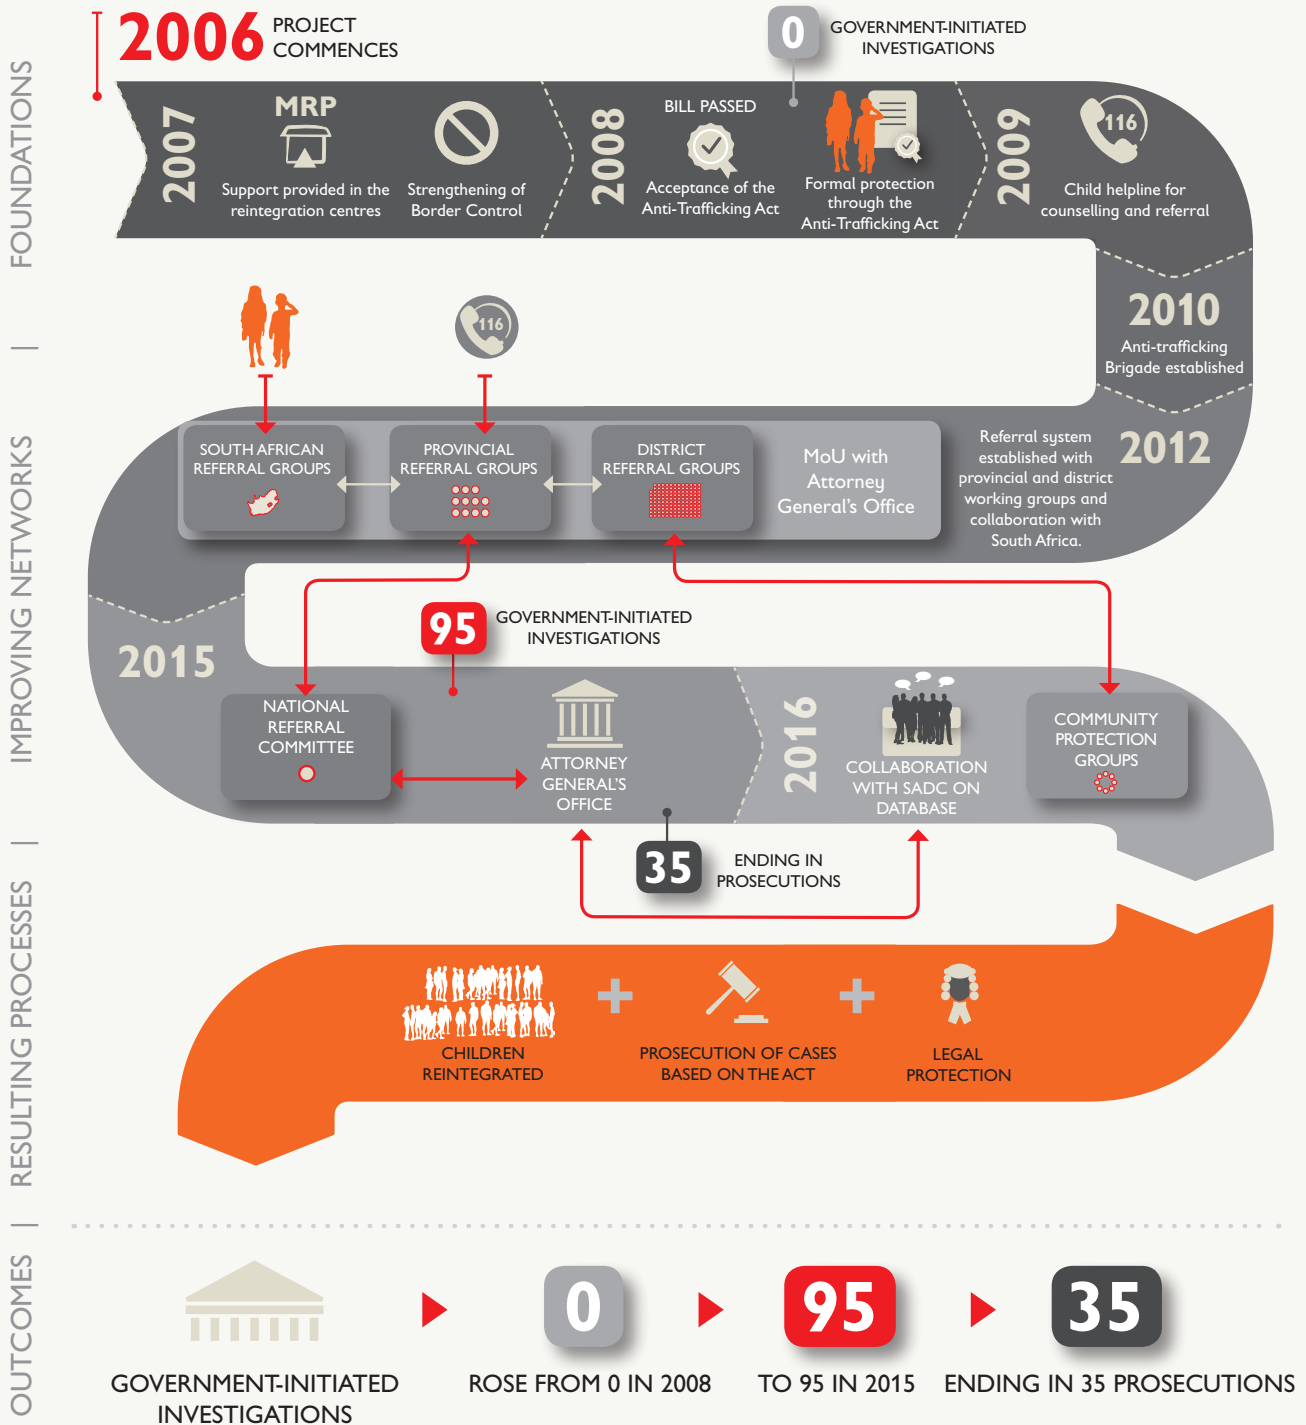 2006 PROJECT
COMMENCES
0
GOVERNMENT-INITIATED
INVESTIGATIONS
FOUNDATIONS
2007
MRP
Support provided in the
reintegration centres
Strengthening of
Border Control
2008
BILL PASSED
Acceptance of the
Anti-Trafficking Act
Formal protection
through the
Anti-Trafficking Act
2009
116
Child helpline for
counselling and referral
2010
Anti-trafficking
Brigade established
IMPROVING NETWORKS
116
SOUTH AFRICAN
REFERRAL GROUPS
PROVINCIAL
REFERRAL GROUPS
DISTRICT
REFERRAL GROUPS
MoU with
Attorney
General's Office
Referral system
established with
provincial and district
working groups and
collaboration with
South Africa.
2012
95
GOVERNMENT-INITIATED
INVESTIGATIONS
2015
NATIONAL
REFERRAL
COMMITTEE
ATTORNEY
GENERAL'S
OFFICE
2016
COLLABORATION
WITH SADC ON
DATABASE
COMMUNITY
PROTECTION
GROUPS
35
ENDING IN
PROSECUTIONS
RESULTING PROCESSES
CHILDREN
REINTEGRATED
+
PROSECUTION OF CASES
BASED ON THE ACT
+
LEGAL
PROTECTION
OUTCOMES
GOVERNMENT-INITIATED
INVESTIGATIONS
0
ROSE FROM 0 IN 2008
95
TO 95 IN 2015
35
ENDING IN 35 PROSECUTIONS